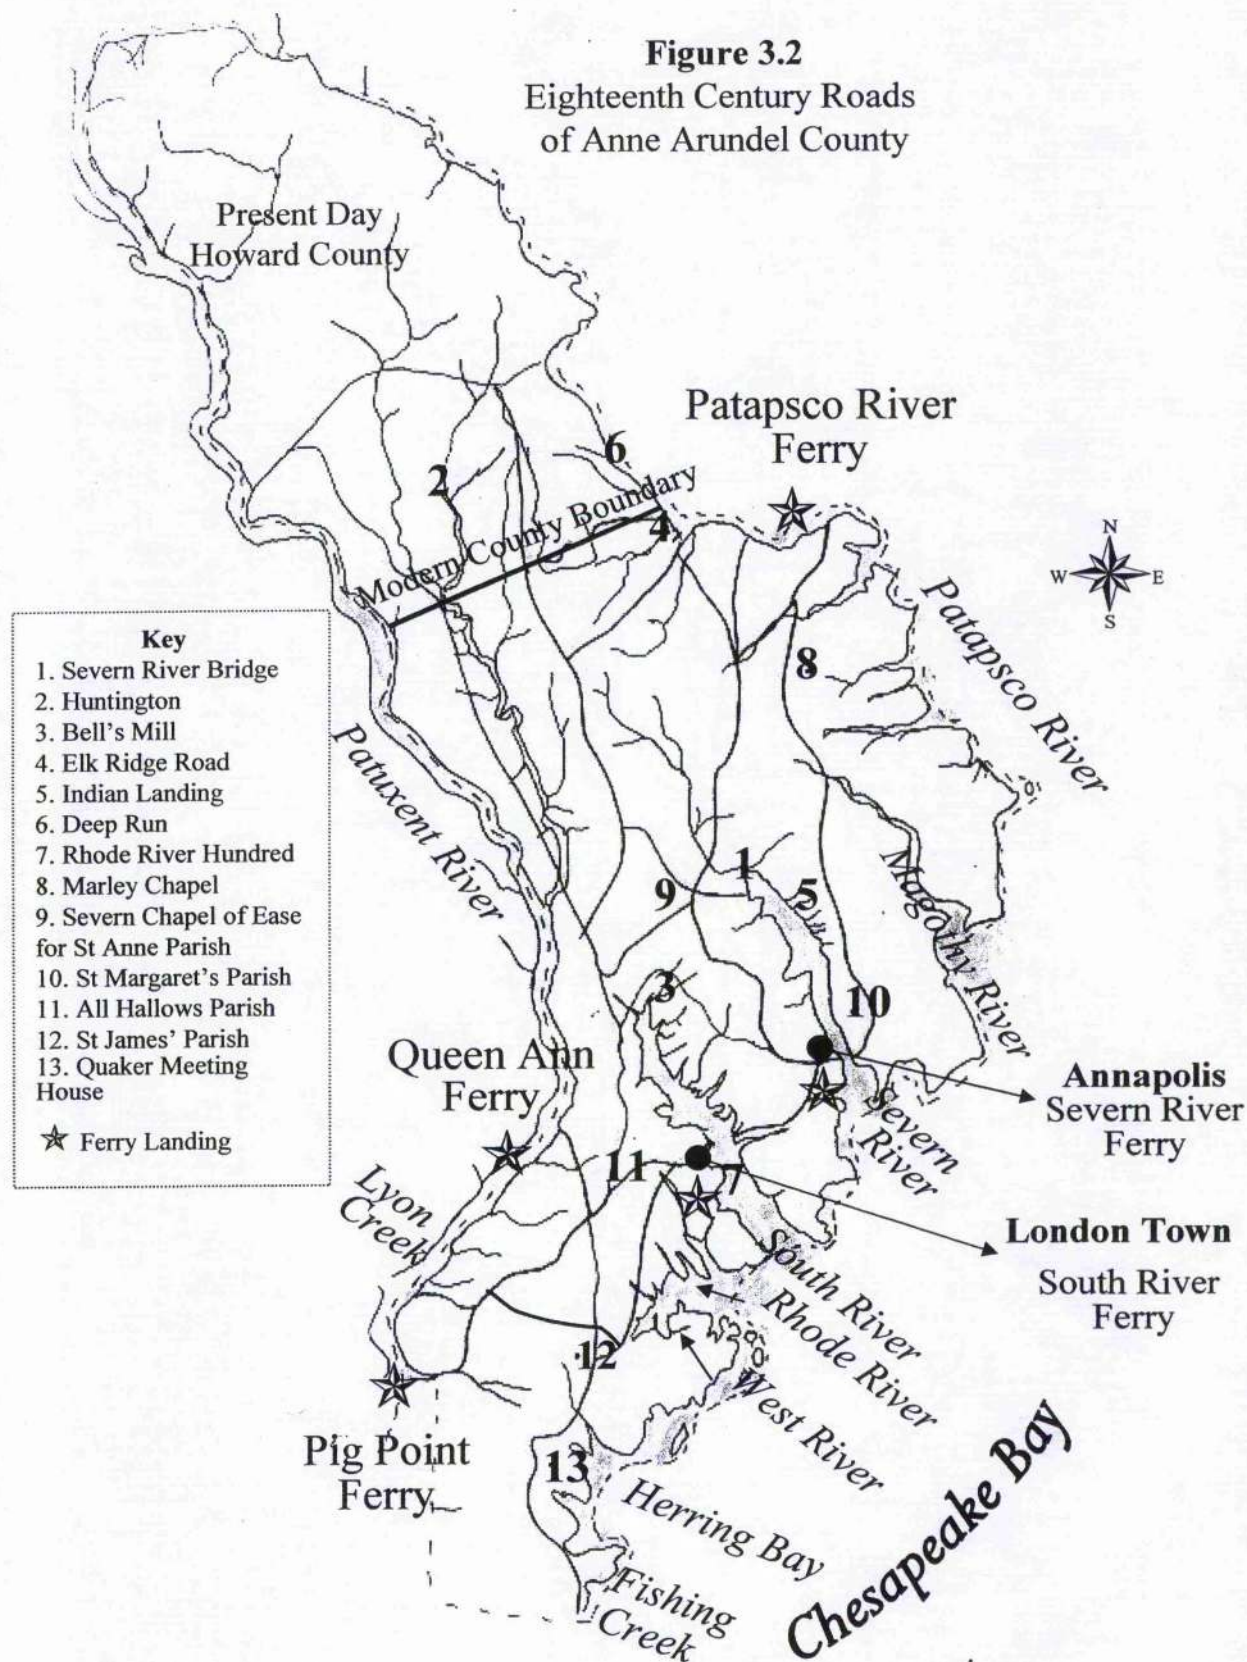 Figure 3.2
Eighteenth Century Roads
of Anne Arundel County
Present Day
Howard County
Patapsco River
Ferry
6
2
Modern County Boundary
4
N
W
E
S
Patapsco River
8
Key
1. Severn River Bridge
2. Huntington
3. Bell's Mill
4. Elk Ridge Road
5. Indian Landing
6. Deep Run
7. Rhode River Hundred
8. Marley Chapel
9. Severn Chapel of Ease
for St Anne Parish
10. St Margaret's Parish
11. All Hallows Parish
12. St James' Parish
13. Quaker Meeting
House
Ferry Landing
Patuxent River
1
9
5
Magothy River
3
10
Queen Ann
Ferry
Annapolis
Severn River
Ferry
Severn
River
11
7
Lyon
Creek
London Town
South River
Ferry
South River
Rhode River
12
West River
Pig Point
Ferry
13
Herring Bay
Chesapeake Bay
Fishing
Creek